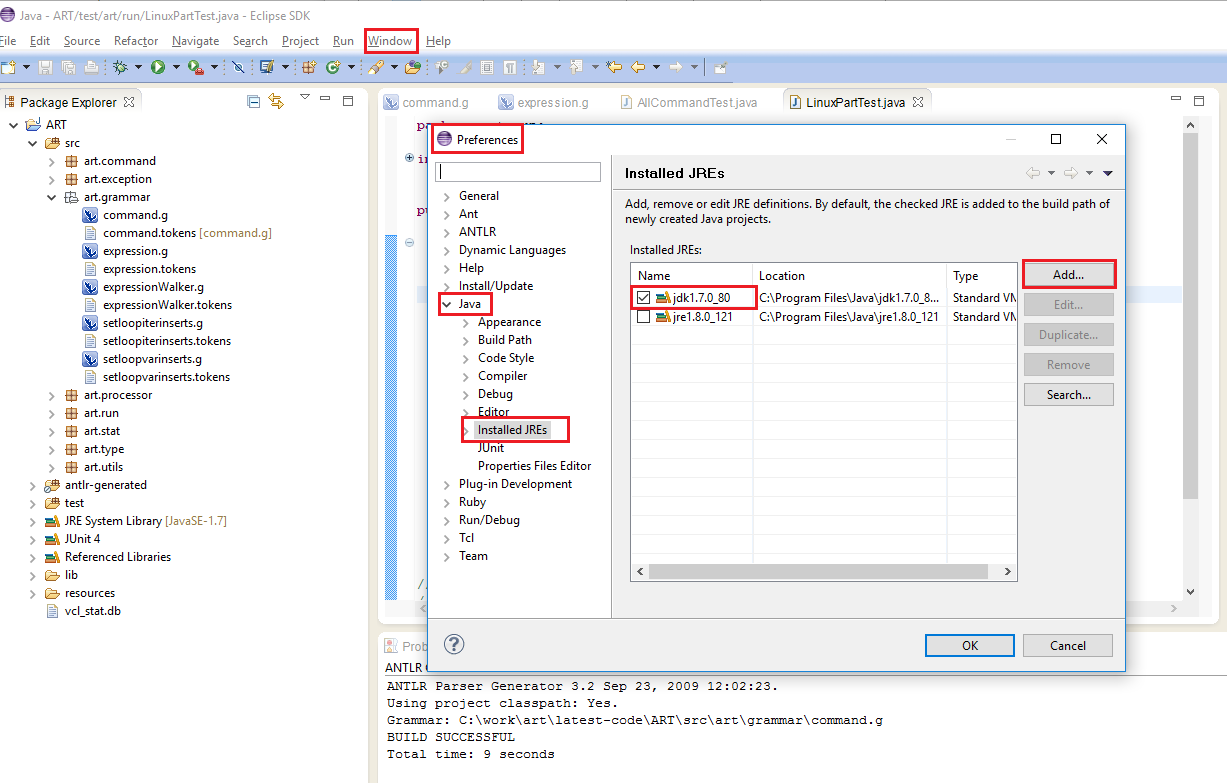 Java - ART/test/art/run/LinuxPartTest.java - Eclipse SDK
File Edit Source Refactor Navigate Search Project Run Window Help
Package Explorer
ART
src
art.command
art.exception
art.grammar
command.g
command.tokens [command.g]
expression.g
expression.tokens
expressionWalker.g
expressionWalker.tokens
setloopiterinserts.g
setloopiterinserts.tokens
setloopvarinserts.g
setloopvarinserts.tokens
art.processor
art.run
art.stat
art.type
art.utils
antlr-generated
test
JRE System Library [JavaSE-1.7]
JUnit 4
Referenced Libraries
lib
resources
vcl_stat.db
command.g expression.g AllCommandTest.java LinuxPartTest.java
Preferences
General
Ant
ANTLR
Dynamic Languages
Help
Install/Update
Java
Appearance
Build Path
Code Style
Compiler
Debug
Editor
Installed JREs
JUnit
Properties Files Editor
Plug-in Development
Ruby
Run/Debug
Tcl
Team
Installed JREs
Add, remove or edit JRE definitions. By default, the checked JRE is added to the build path of
newly created Java projects.
Installed JREs:
Name Location Type
jdk1.7.0_80 C:\Program Files\Java\jdk1.7.0_8... Standard VM
jre1.8.0_121 C:\Program Files\Java\jre1.8.0_121 Standard VM
Add...
Edit...
Duplicate...
Remove
Search...
OK Cancel
ANTLR
ANTLR Parser Generator 3.2 Sep 23, 2009 12:02:23.
Using project classpath: Yes.
Grammar: C:\work\art\latest-code\ART\src\art\grammar\command.g
BUILD SUCCESSFUL
Total time: 9 seconds